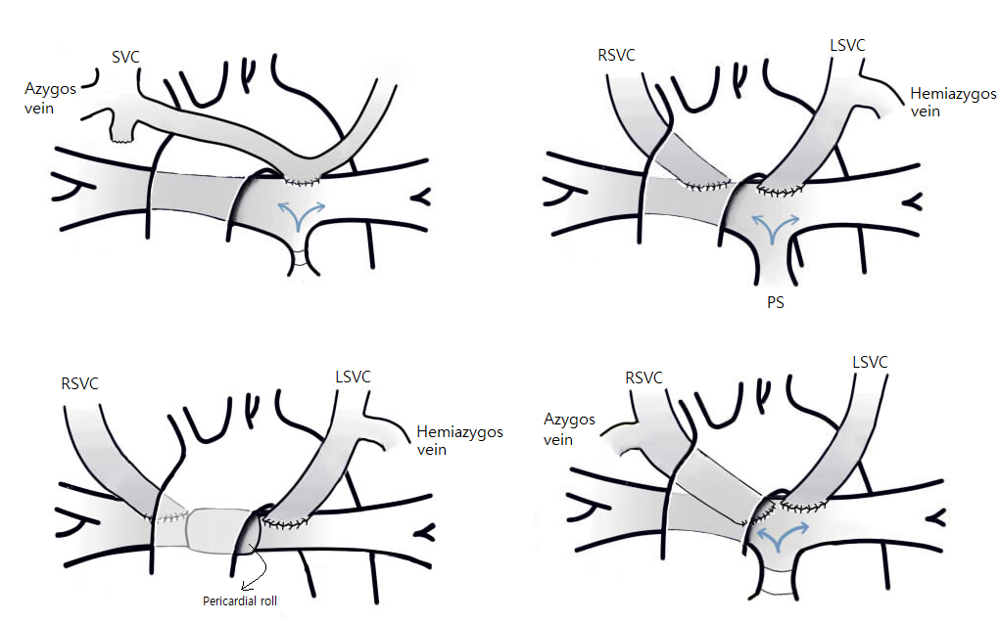 SVC
Azygos
vein
RSVC
LSVC
Hemiazygos
vein
PS
RSVC
LSVC
Hemiazygos
vein
Pericardial roll
RSVC
LSVC
Azygos
vein